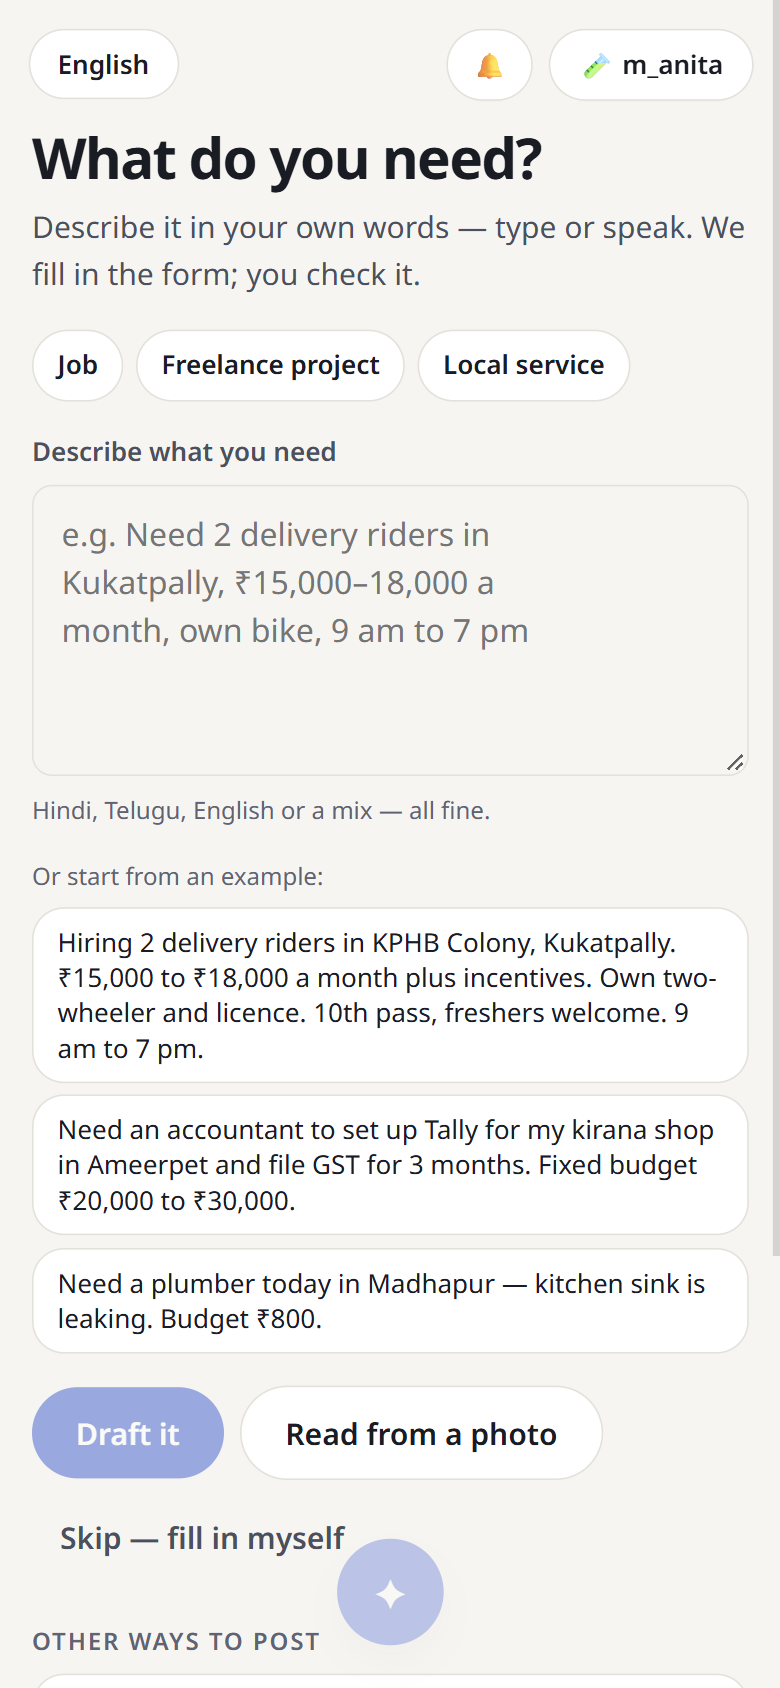 English
m_anita
What do you need?
Describe it in your own words — type or speak. We
fill in the form; you check it.
Job
Freelance project
Local service
Describe what you need
e.g. Need 2 delivery riders in
Kukatpally, ₹15,000–18,000 a
month, own bike, 9 am to 7 pm
Hindi, Telugu, English or a mix — all fine.
Or start from an example:
Hiring 2 delivery riders in KPHB Colony, Kukatpally.
₹15,000 to ₹18,000 a month plus incentives. Own two-
wheeler and licence. 10th pass, freshers welcome. 9
am to 7 pm.
Need an accountant to set up Tally for my kirana shop
in Ameerpet and file GST for 3 months. Fixed budget
₹20,000 to ₹30,000.
Need a plumber today in Madhapur — kitchen sink is
leaking. Budget ₹800.
Draft it
Read from a photo
Skip — fill in myself
OTHER WAYS TO POST